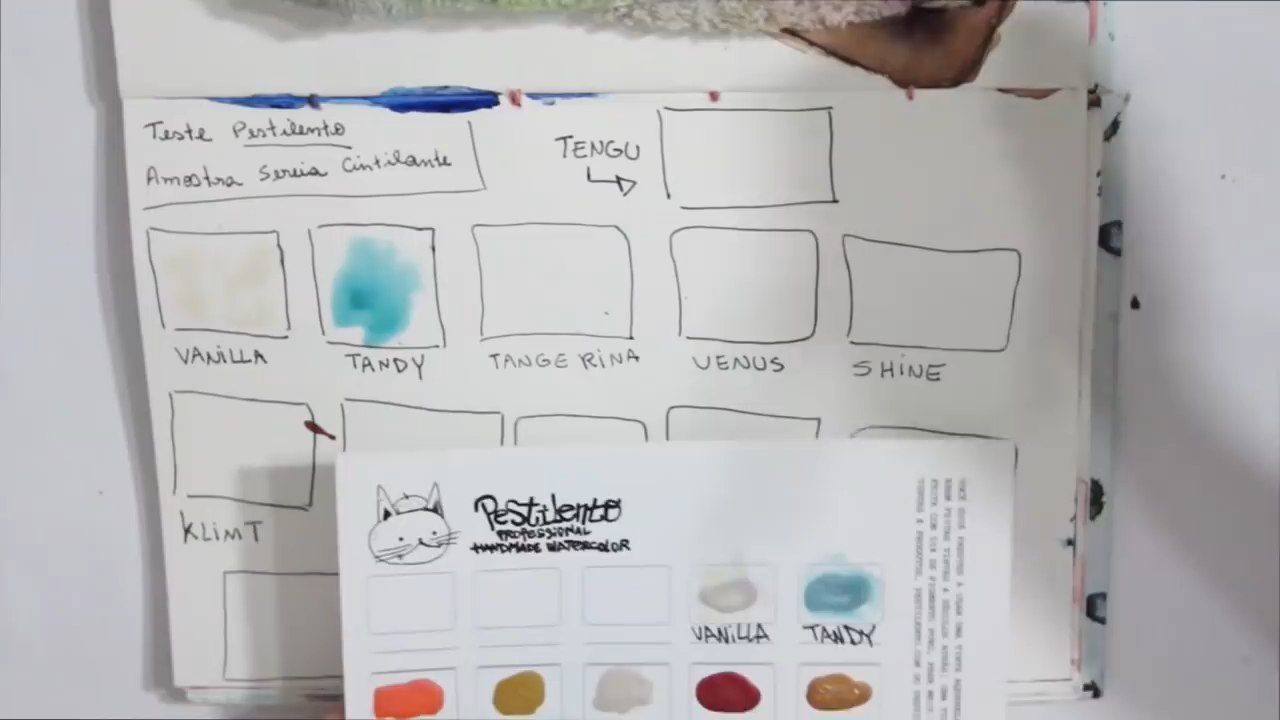 Teste Pestilento
Amostra Sereia Cintilante
TENGU
VANILLA
TANDY
TANGERINA
VENUS
SHINE
KLIMT
Pestilento
PROFESSIONAL
HANDMADE WATERCOLOR
VANILLA
TANDY